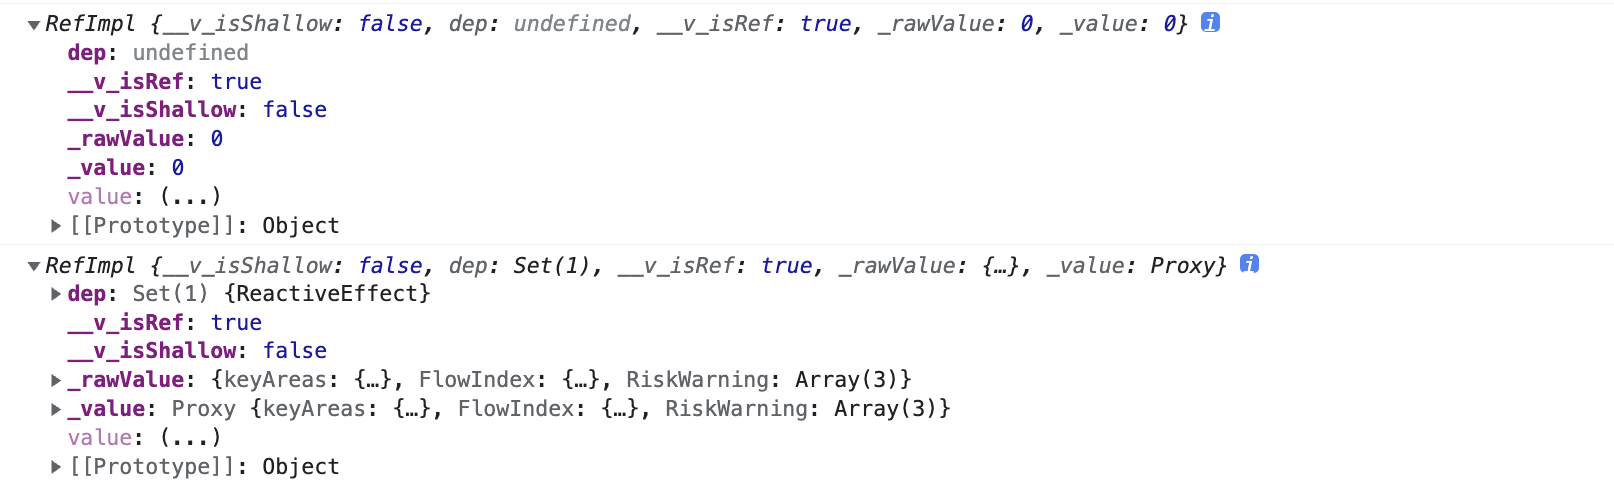 RefImpl {__v_isShallow: false, dep: undefined, __v_isRef: true, _rawValue: 0, _value: 0} i
dep: undefined
__v_isRef: true
__v_isShallow: false
_rawValue: 0
_value: 0
value: (...)
[[Prototype]]: Object
RefImpl {__v_isShallow: false, dep: Set(1), __v_isRef: true, _rawValue: {…}, _value: Proxy} i
dep: Set(1) {ReactiveEffect}
__v_isRef: true
__v_isShallow: false
_rawValue: {keyAreas: {…}, FlowIndex: {…}, RiskWarning: Array(3)}
_value: Proxy {keyAreas: {…}, FlowIndex: {…}, RiskWarning: Array(3)}
value: (...)
[[Prototype]]: Object